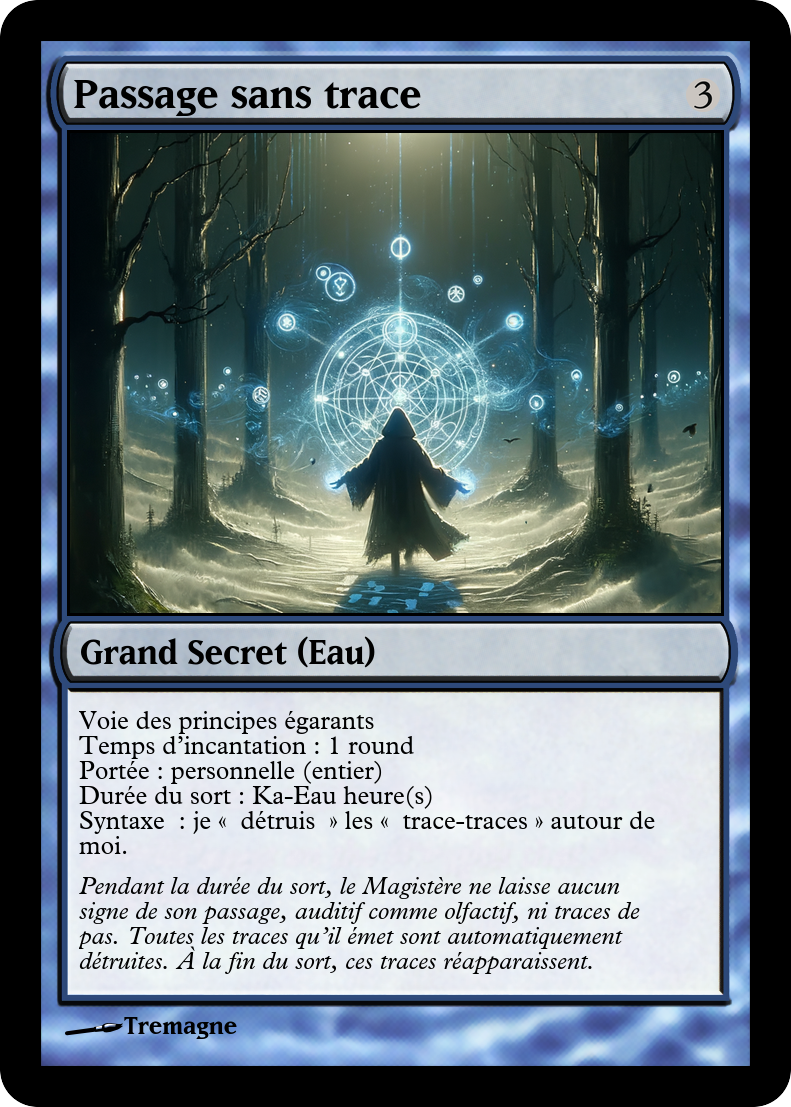 Passage sans trace 3
Grand Secret (Eau)
Voie des principes égarants
Temps d'incantation : 1 round
Portée : personnelle (entier)
Durée du sort : Ka-Eau heure(s)
Syntaxe : je « détruis » les « trace-traces » autour de
moi.
Pendant la durée du sort, le Magistère ne laisse aucun
signe de son passage, auditif comme olfactif, ni traces de
pas. Toutes les traces qu'il émet sont automatiquement
détruites. À la fin du sort, ces traces réapparaissent.
Tremagne